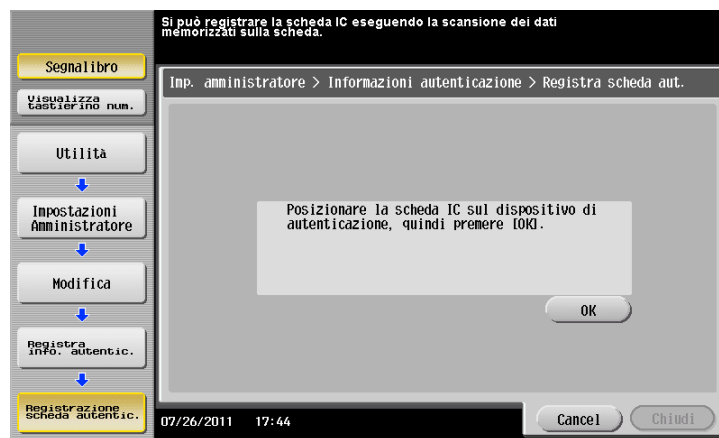 Si può registrare la scheda IC eseguendo la scansione dei dati
memorizzati sulla scheda.
Segnalibro
Visualizza
tastierino num.
Utilità
Impostazioni
Amministratore
Modifica
Registra
info. autentic.
Registrazione
scheda autentic.
Imp. amministratore > Informazioni autenticazione > Registra scheda aut.
Posizionare la scheda IC sul dispositivo di
autenticazione, quindi premere [OK].
OK
07/26/2011 17:44
Cancel
Chiudi